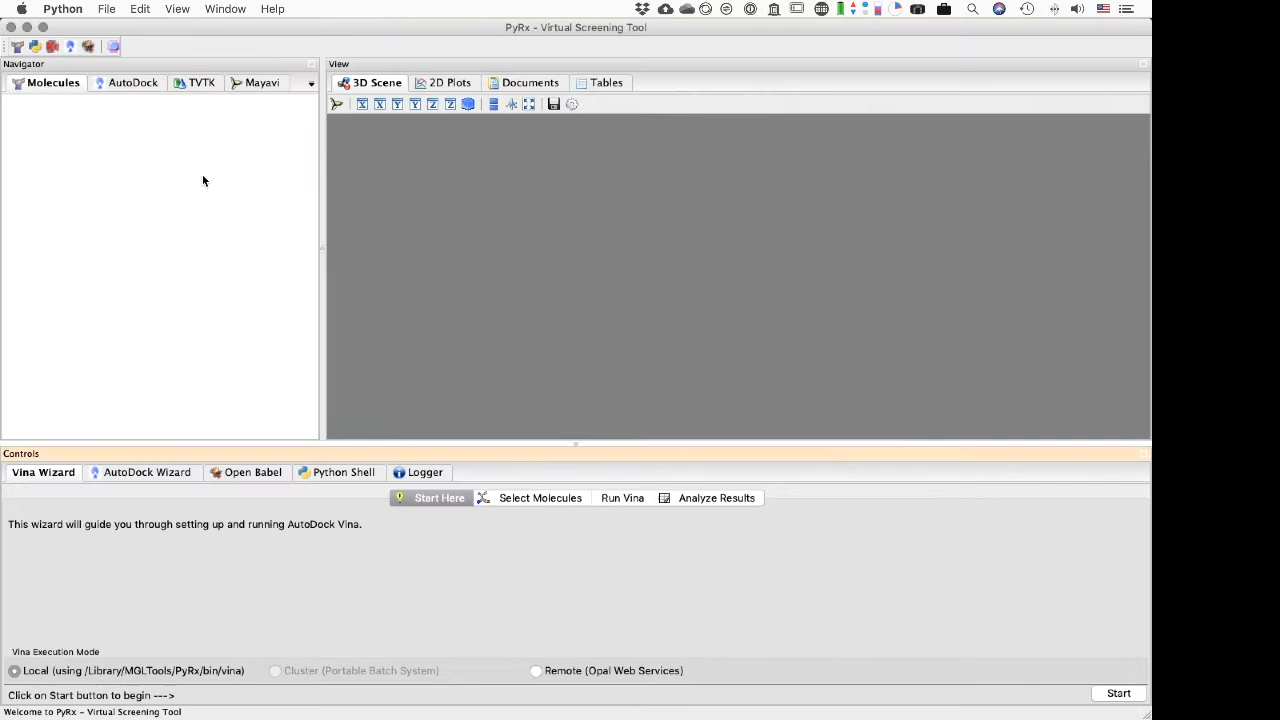 Python File Edit View Window Help
PyRx - Virtual Screening Tool
Navigator
Molecules AutoDock TVTK Mayavi
View
3D Scene 2D Plots Documents Tables
X X Y Y Z Z
Controls
Vina Wizard AutoDock Wizard Open Babel Python Shell Logger
Start Here Select Molecules Run Vina Analyze Results
This wizard will guide you through setting up and running AutoDock Vina.
Vina Execution Mode
Local (using /Library/MGLTools/PyRx/bin/vina) Cluster (Portable Batch System) Remote (Opal Web Services)
Click on Start button to begin ---> Start
Welcome to PyRx - Virtual Screening Tool